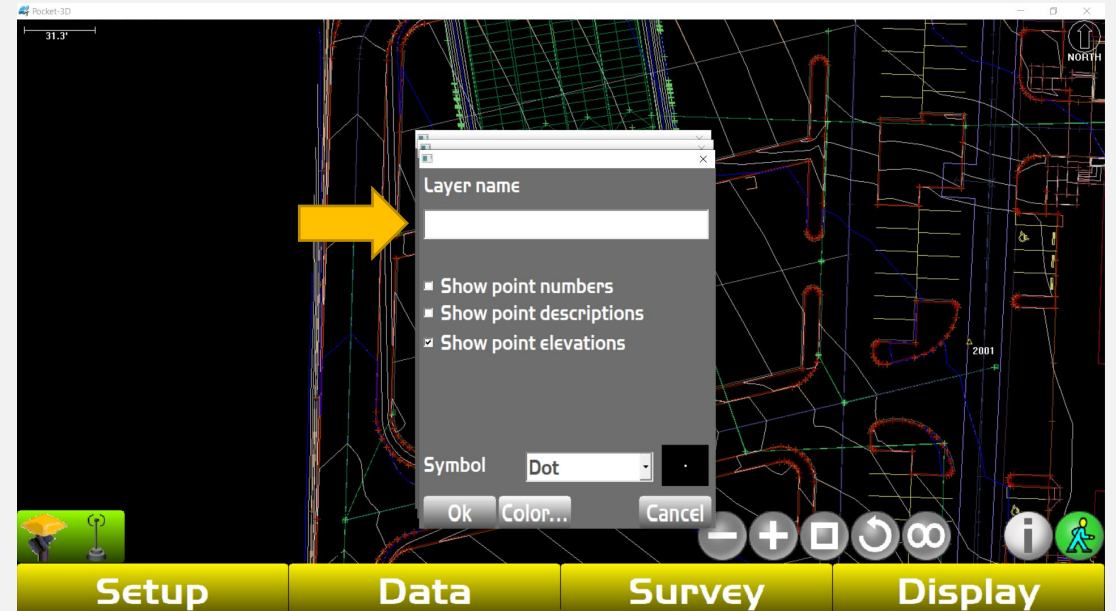 Pocket-3D
31.3'
NORTH
Layer name
Show point numbers
Show point descriptions
Show point elevations
2001
Symbol
Dot
Ok
Color...
Cancel
i
Setup
Data
Survey
Display